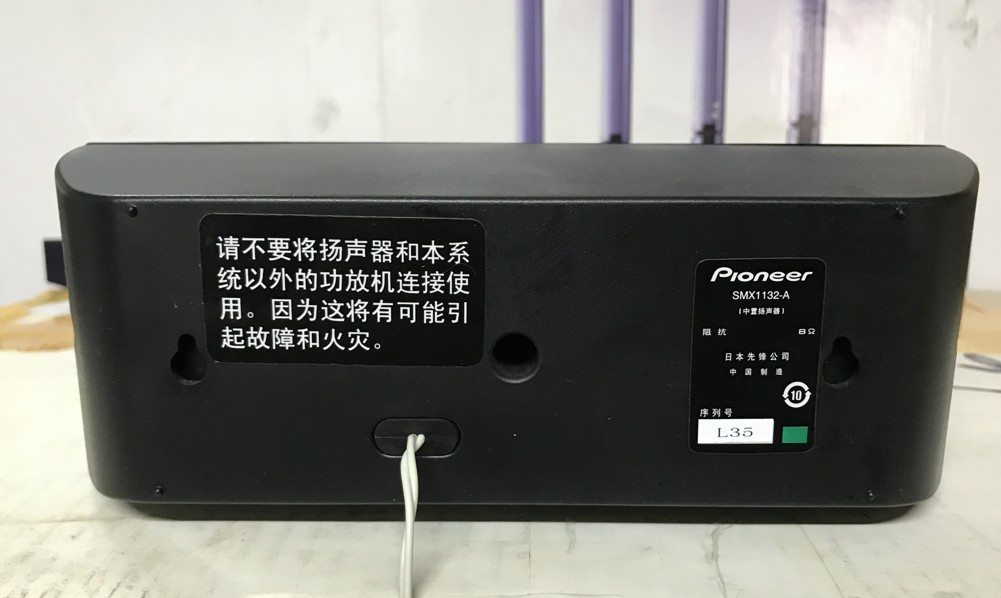 请不要将扬声器和本系
统以外的功放机连接使
用。因为这将有可能引
起故障和火灾。
Pioneer
SMX1132-A
(中置扬声器)
阻抗 8Ω
日本先锋公司
中国制造
10
序列号
L35